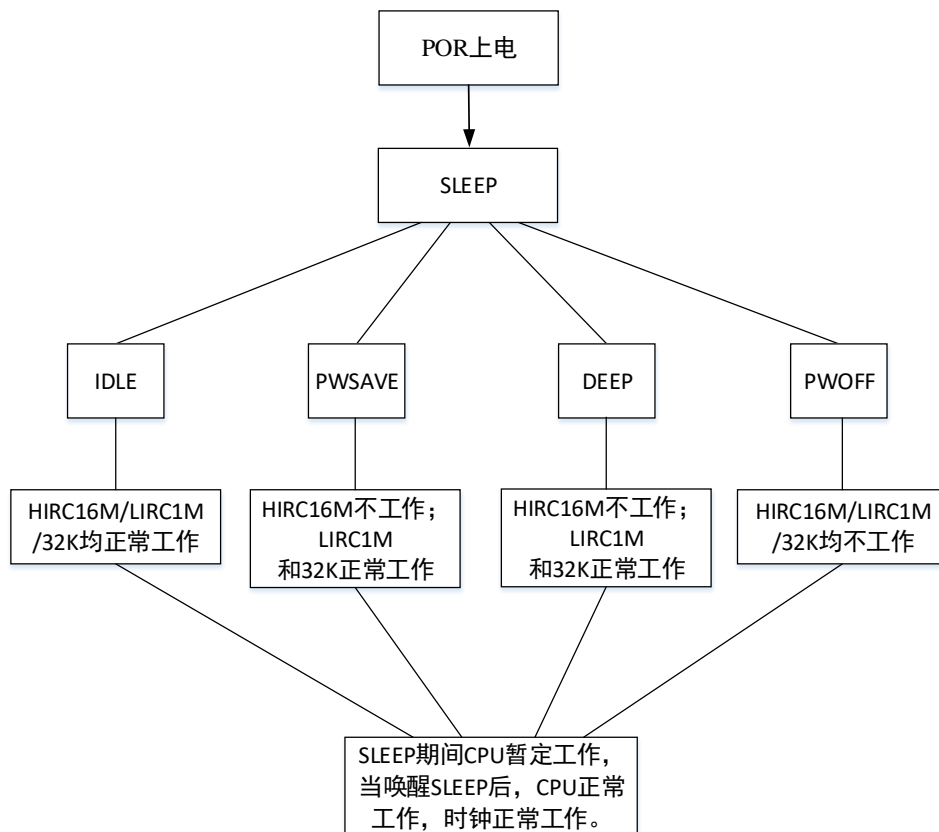 POR上电
SLEEP
IDLE
PWSAVE
DEEP
PWOFF
HIRC16M/LIRC1M
/32K均正常工作
HIRC16M不工作；
LIRC1M
和32K正常工作
HIRC16M不工作；
LIRC1M
和32K正常工作
HIRC16M/LIRC1M
/32K均不工作
SLEEP期间CPU暂定工作，
当唤醒SLEEP后，CPU正常
工作，时钟正常工作。